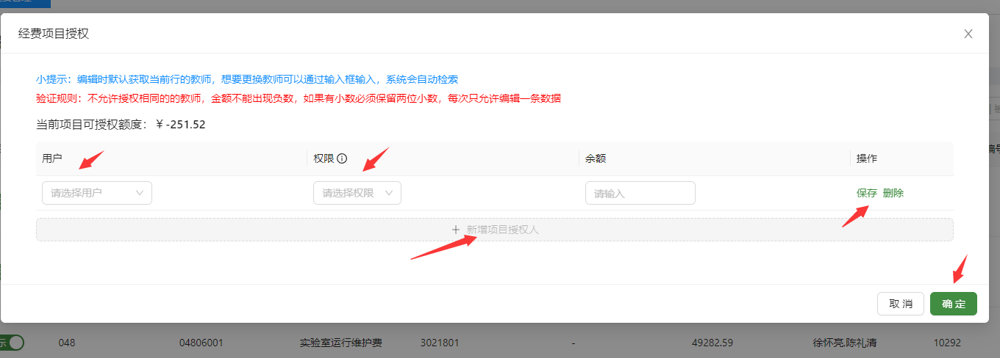 经费项目授权
小提示：编辑时默认获取当前行的教师，想要更换教师可以通过输入框输入，系统会自动检索
验证规则：不允许授权相同的的教师，金额不能出现负数，如果有小数必须保留两位小数，每次只允许编辑一条数据
当前项目可授权额度：￥-251.52
用户 权限 余额 操作
请选择用户 请选择权限 请输入 保存 删除
+ 新增项目授权人
取 消 确 定
示 048 04806001 实验室运行维护费 3021801 - 49282.59 徐怀亮,陈礼清 10292